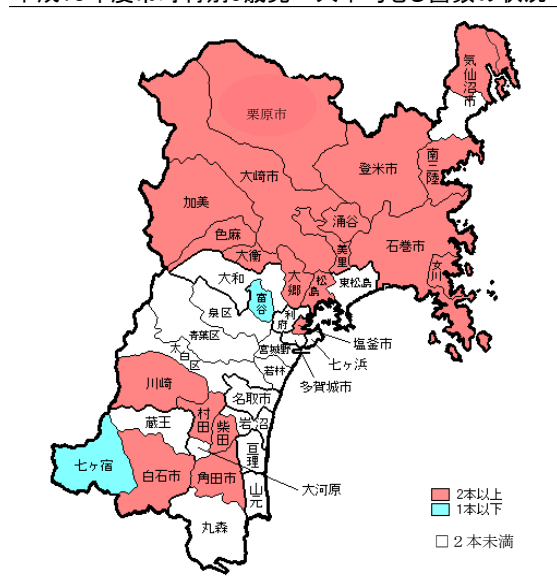 気仙沼市
栗原市
南三陸
登米市
大崎市
加美
涌谷
色麻
美里
石巻市
大衡
女川
大和
大郷
松島
東松島
富谷
泉区
利府
青葉区
塩釜市
宮城野
七ヶ浜
太白区
若林
多賀城市
川崎
名取市
村田
柴田
岩沼
蔵王
亘理
七ヶ宿
白石市
角田市
大河原
山元
丸森
2本以上
1本以下
□２本未満